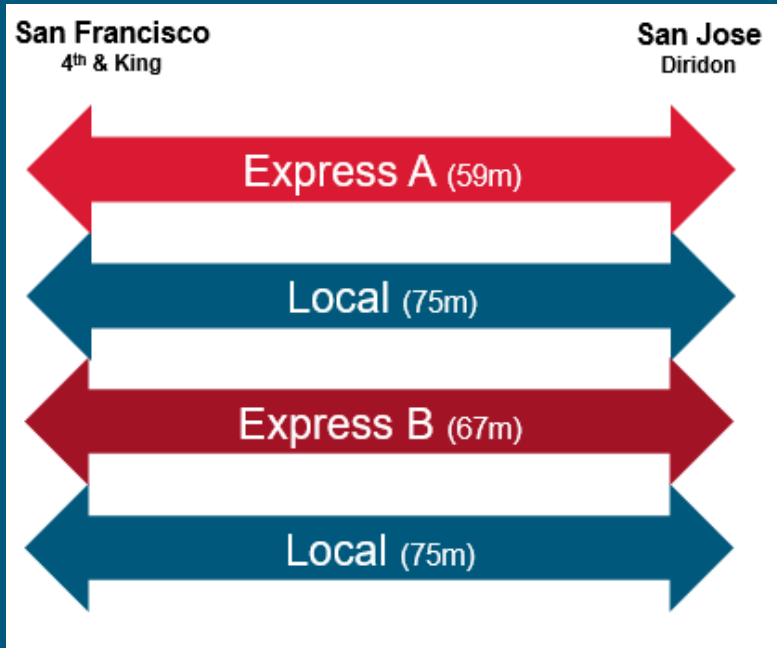 San Francisco
4th & King
San Jose
Diridon
Express A (59m)
Local (75m)
Express B (67m)
Local (75m)